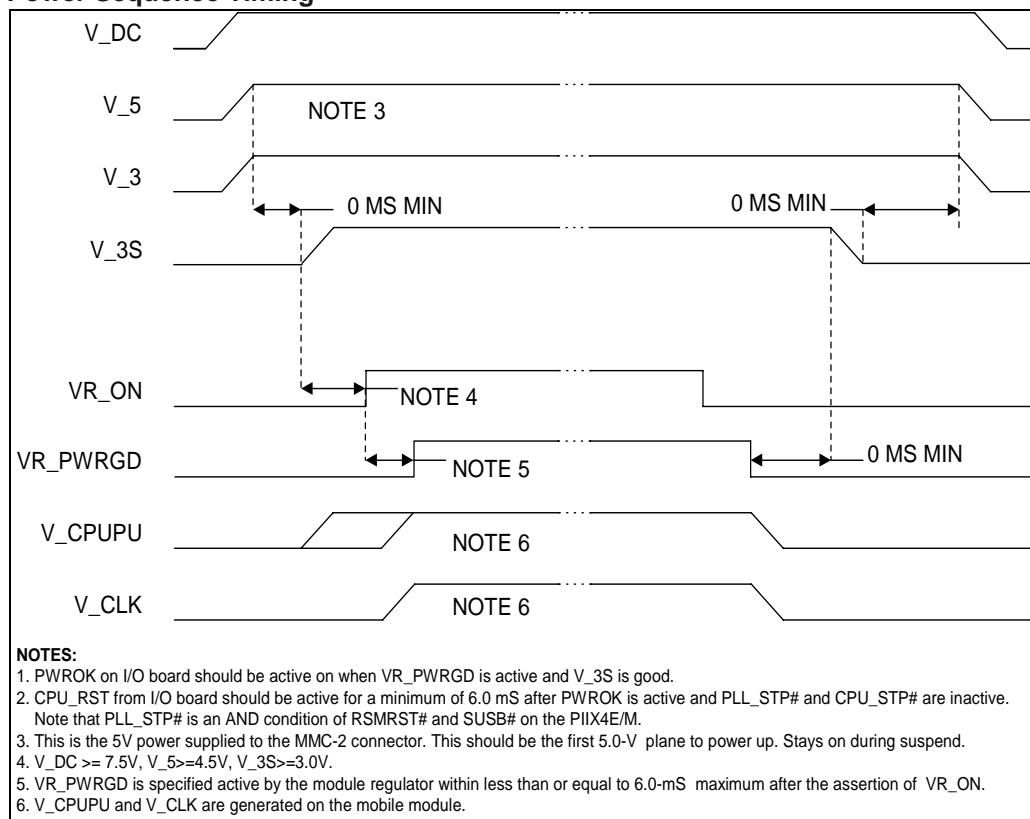 Power Sequence Timing
V_DC
V_5
NOTE 3
V_3
0 MS MIN
0 MS MIN
V_3S
VR_ON
NOTE 4
VR_PWRGD
NOTE 5
0 MS MIN
V_CPUPU
NOTE 6
V_CLK
NOTE 6
NOTES:
1. PWROK on I/O board should be active on when VR_PWRGD is active and V_3S is good.
2. CPU_RST from I/O board should be active for a minimum of 6.0 mS after PWROK is active and PLL_STP# and CPU_STP# are inactive.
Note that PLL_STP# is an AND condition of RSMRST# and SUSB# on the PIIX4E/M.
3. This is the 5V power supplied to the MMC-2 connector. This should be the first 5.0-V plane to power up. Stays on during suspend.
4. V_DC >= 7.5V, V_5>=4.5V, V_3S>=3.0V.
5. VR_PWRGD is specified active by the module regulator within less than or equal to 6.0-mS maximum after the assertion of VR_ON.
6. V_CPUPU and V_CLK are generated on the mobile module.